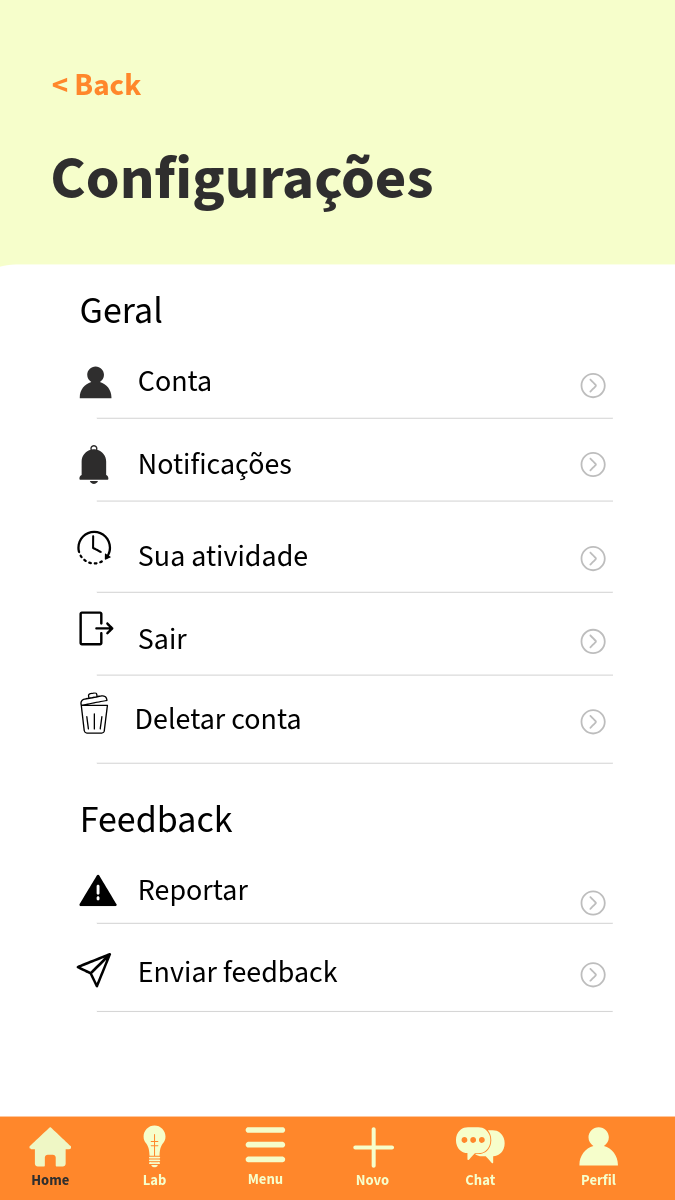 < Back
Configurações
Geral
Conta
Notificações
Sua atividade
Sair
Deletar conta
Feedback
Reportar
Enviar feedback
Home Lab Menu Novo Chat Perfil